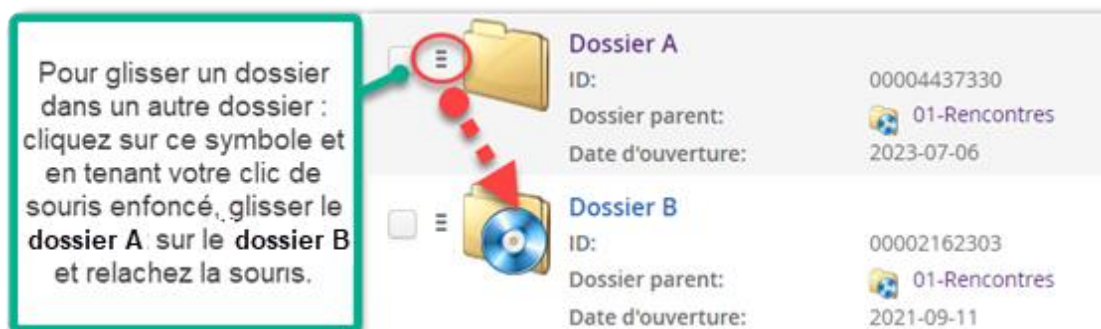 Pour glisser un dossier
dans un autre dossier :
cliquez sur ce symbole et
en tenant votre clic de
souris enfoncé, glisser le
dossier A sur le dossier B
et relachez la souris.
Dossier A
ID: 00004437330
Dossier parent: 01-Rencontres
Date d'ouverture: 2023-07-06
Dossier B
ID: 00002162303
Dossier parent: 01-Rencontres
Date d'ouverture: 2021-09-11